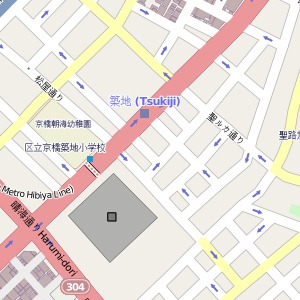 松屋通り
築地 (Tsukiji)
京橋朝海幼稚園
聖ルカ通り
区立京橋築地小学校
聖路
Metro Hibiya Line)
晴海通り Harumi-dori
304